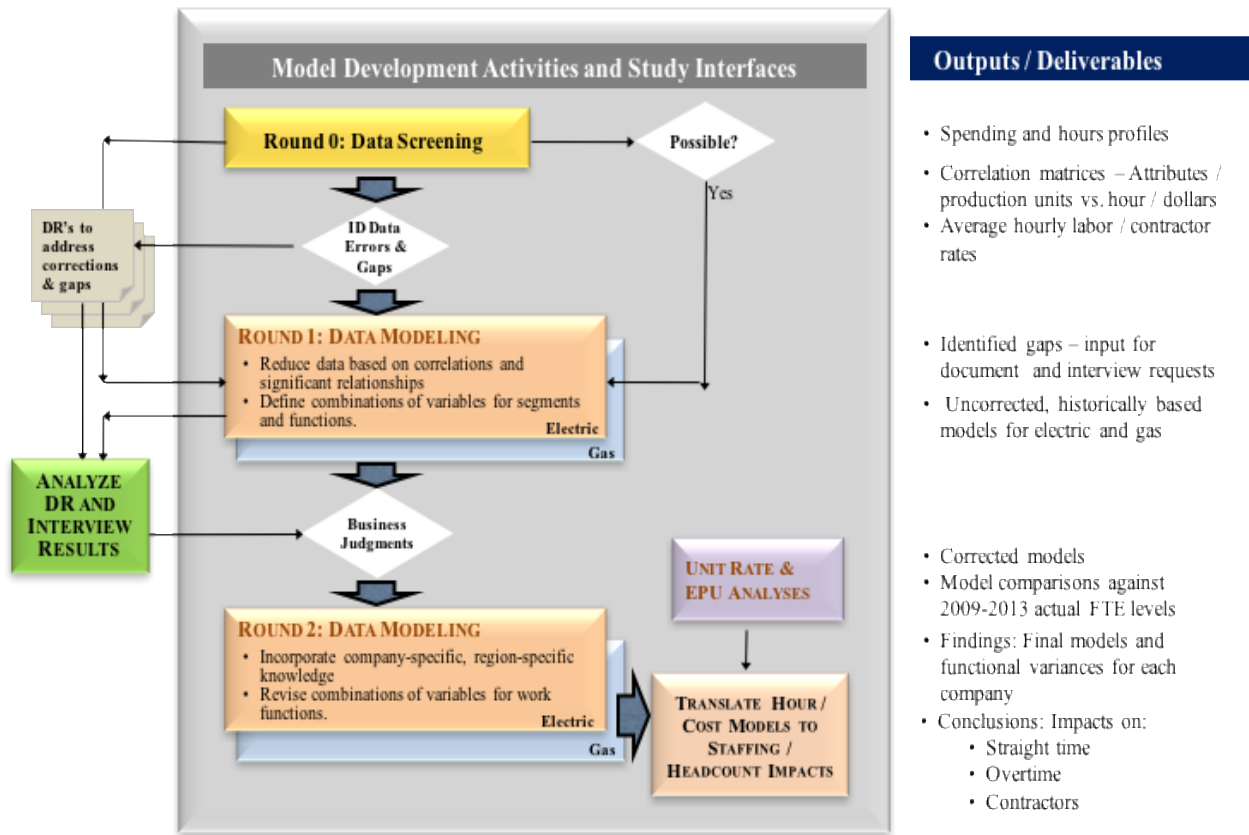 Model Development Activities and Study Interfaces
Round 0: Data Screening
Possible?
Yes
ID Data
Errors &
Gaps
DR's to
address
corrections
& gaps
ROUND 1: DATA MODELING
• Reduce data based on correlations and
significant relationships
• Define combinations of variables for segments
and functions.
Electric
Gas
ANALYZE
DR AND
INTERVIEW
RESULTS
Business
Judgments
UNIT RATE &
EPU ANALYSES
ROUND 2: DATA MODELING
• Incorporate company-specific, region-specific
knowledge
• Revise combinations of variables for work
functions.
Electric
Gas
TRANSLATE HOUR /
COST MODELS TO
STAFFING /
HEADCOUNT IMPACTS
Outputs / Deliverables
• Spending and hours profiles
• Correlation matrices – Attributes /
production units vs. hour / dollars
• Average hourly labor / contractor
rates
• Identified gaps – input for
document and interview requests
• Uncorrected, historically based
models for electric and gas
• Corrected models
• Model comparisons against
2009-2013 actual FTE levels
• Findings: Final models and
functional variances for each
company
• Conclusions: Impacts on:
• Straight time
• Overtime
• Contractors